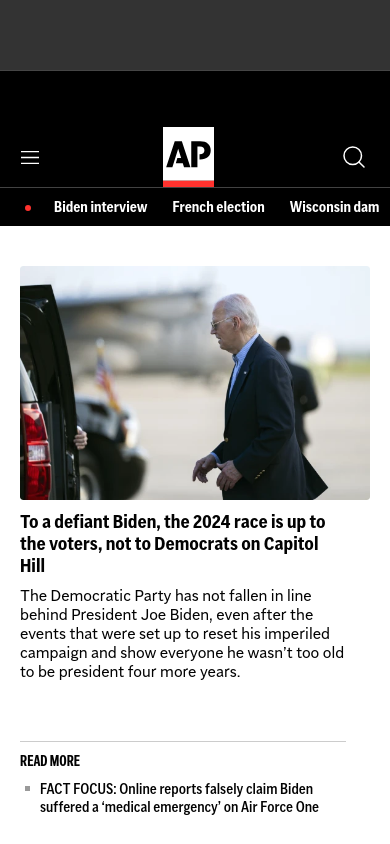 AP
Biden interview French election Wisconsin dam
To a defiant Biden, the 2024 race is up to
the voters, not to Democrats on Capitol
Hill
The Democratic Party has not fallen in line
behind President Joe Biden, even after the
events that were set up to reset his imperiled
campaign and show everyone he wasn’t too old
to be president four more years.
READ MORE
FACT FOCUS: Online reports falsely claim Biden
suffered a ‘medical emergency’ on Air Force One